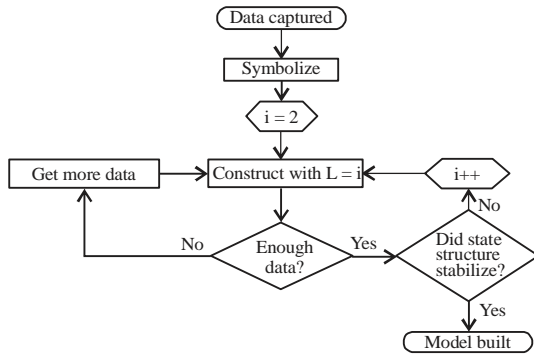 Data captured
Symbolize
i = 2
Get more data
Construct with L = i
i++
No
No
Enough
data?
Yes
Did state
structure
stabilize?
Yes
Model built